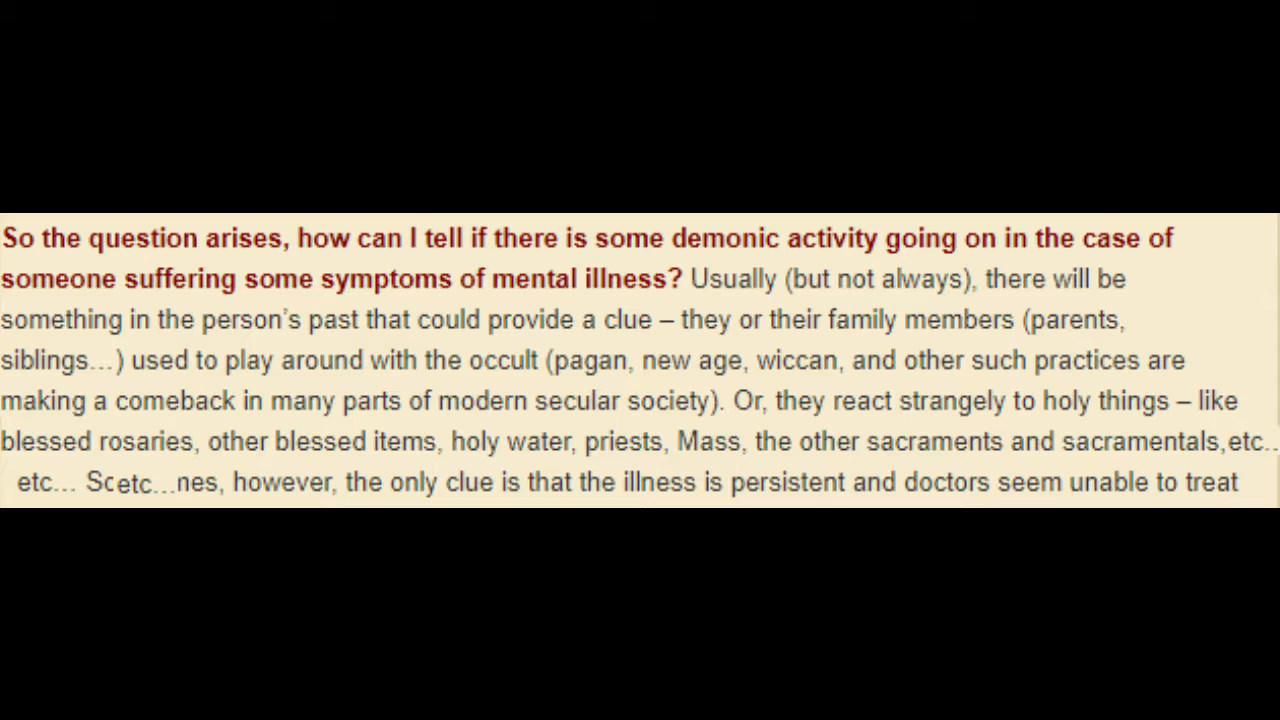 So the question arises, how can I tell if there is some demonic activity going on in the case of
someone suffering some symptoms of mental illness? Usually (but not always), there will be
something in the person's past that could provide a clue – they or their family members (parents,
siblings…) used to play around with the occult (pagan, new age, wiccan, and other such practices are
making a comeback in many parts of modern secular society). Or, they react strangely to holy things – like
blessed rosaries, other blessed items, holy water, priests, Mass, the other sacraments and sacramentals,etc..
etc… Scetc…nes, however, the only clue is that the illness is persistent and doctors seem unable to treat